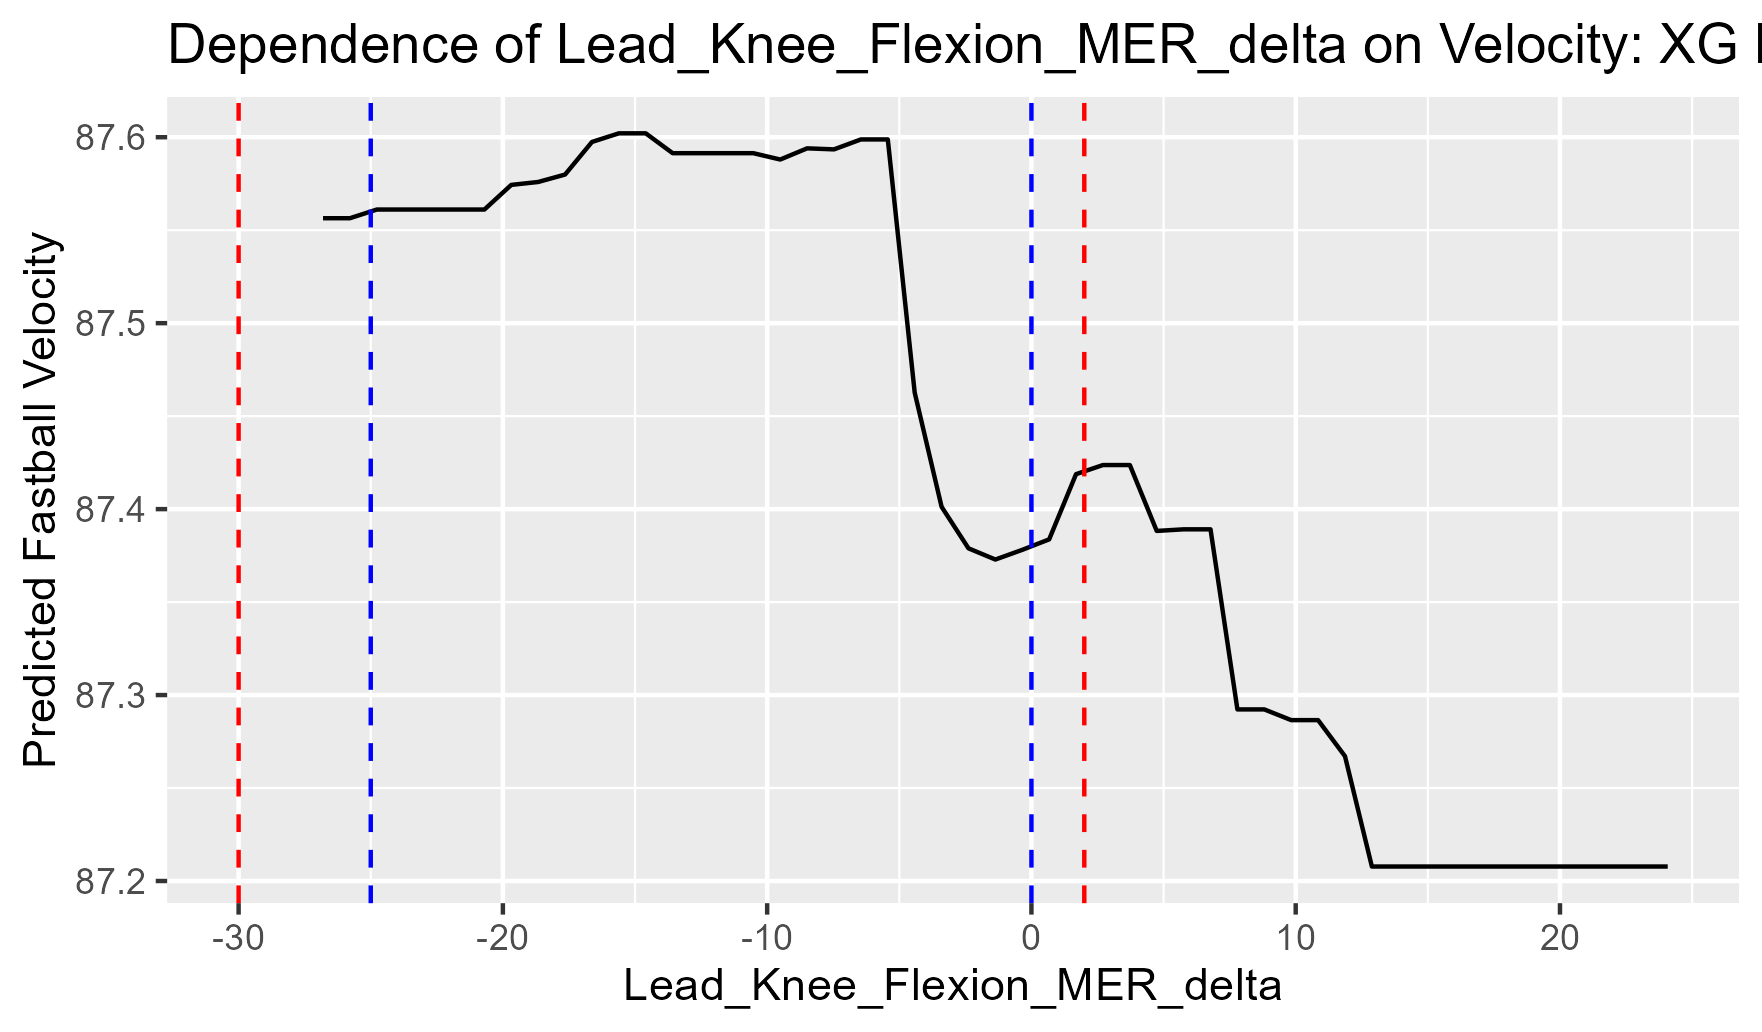 Dependence of Lead_Knee_Flexion_MER_delta on Velocity: XG
87.6
87.5
87.4
87.3
87.2
Predicted Fastball Velocity
-30 -20 -10 0 10 20
Lead_Knee_Flexion_MER_delta